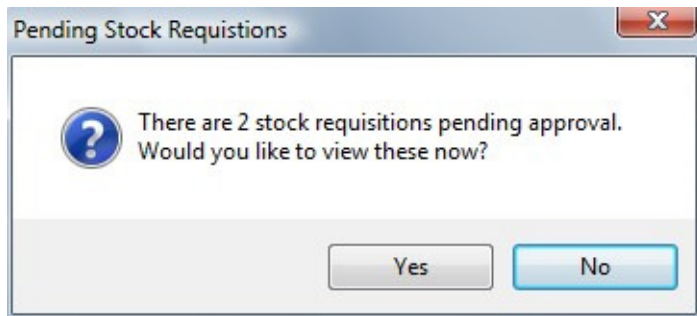 Pending Stock Requistions
There are 2 stock requisitions pending approval.
Would you like to view these now?
Yes
No